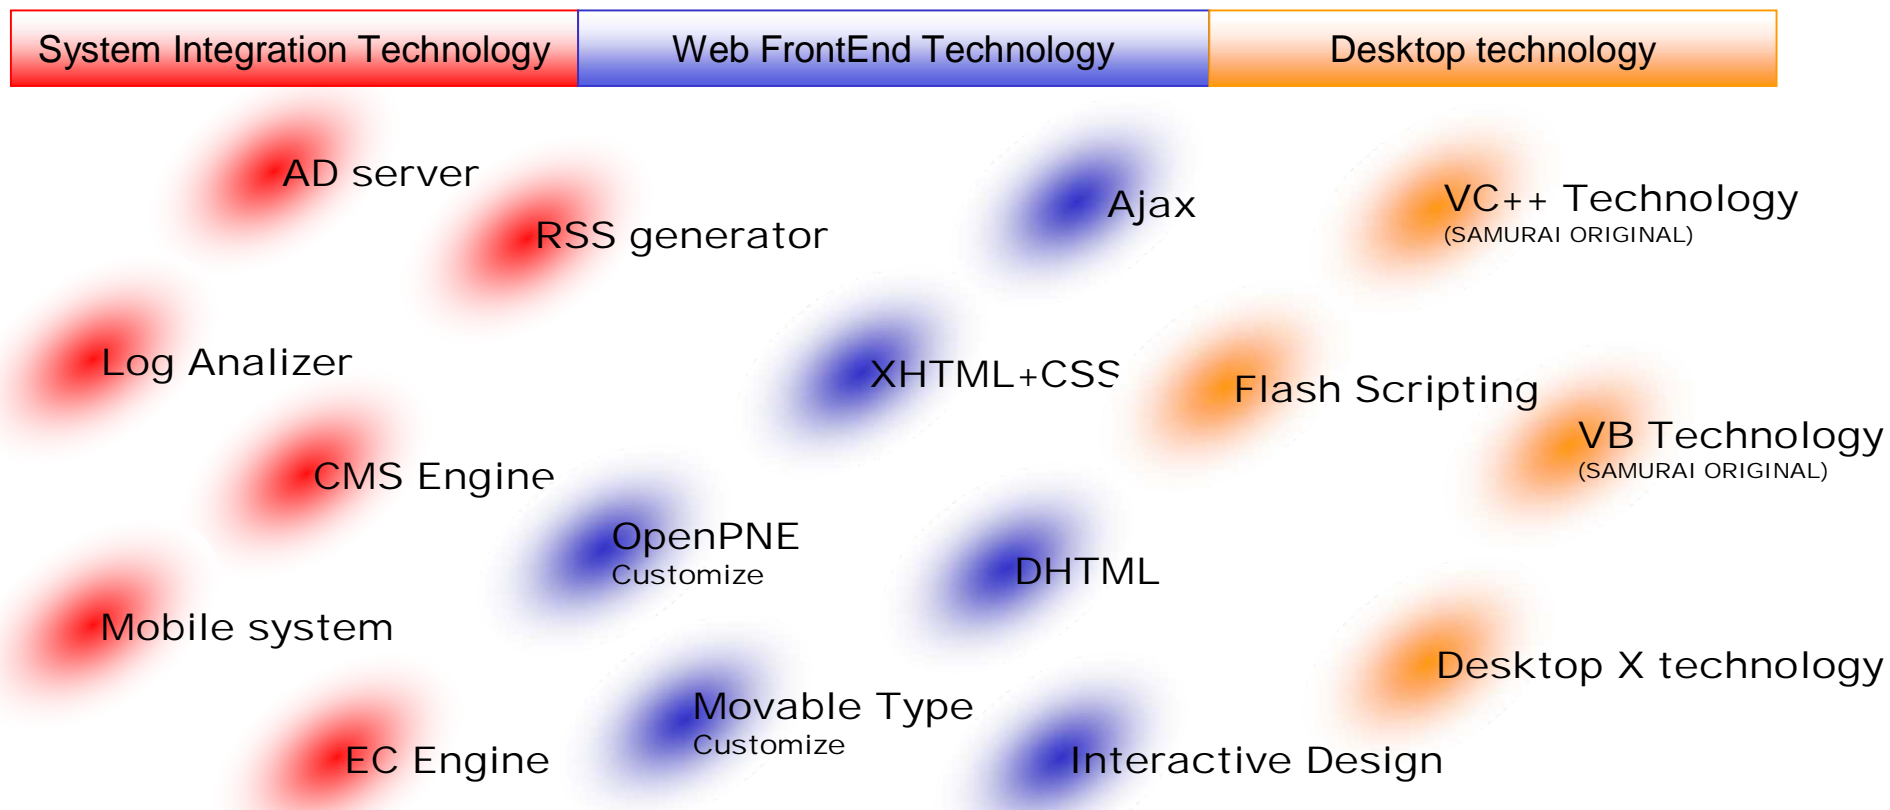 System Integration Technology
Web FrontEnd Technology
Desktop technology
AD server
RSS generator
Ajax
VC++ Technology
(SAMURAI ORIGINAL)
Log Analizer
XHTML+CSS
Flash Scripting
VB Technology
(SAMURAI ORIGINAL)
CMS Engine
OpenPNE
Customize
DHTML
Mobile system
Desktop X technology
Movable Type
Customize
EC Engine
Interactive Design